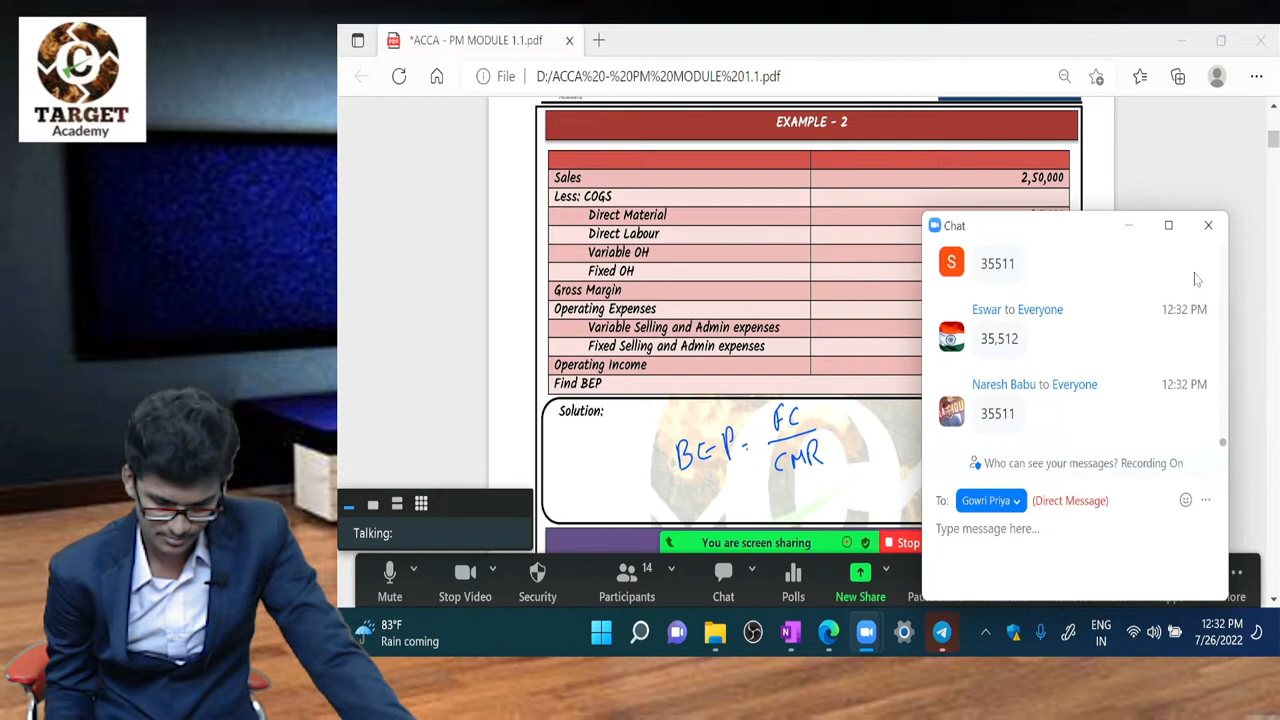 C
TARGET
Academy
*ACCA - PM MODULE 1.1.pdf
File D:/ACCA%20-%20PM%20MODULE%201.1.pdf
Academy
EXAMPLE - 2
Sales 2,50,000
Less: COGS
Direct Material
Direct Labour
Variable OH
Fixed OH
Gross Margin
Operating Expenses
Variable Selling and Admin expenses
Fixed Selling and Admin expenses
Operating Income
Find BEP
Solution:
BEP = FC
CMR
Chat
S 35511
Eswar to Everyone 12:32 PM
35,512
Naresh Babu to Everyone 12:32 PM
35511
Who can see your messages? Recording On
To: Gowri Priya (Direct Message)
Type message here...
Talking:
You are screen sharing Stop
Mute
Stop Video
Security
14
Participants
Chat
Polls
New Share
83°F
Rain coming
ENG
IN
12:32 PM
7/26/2022